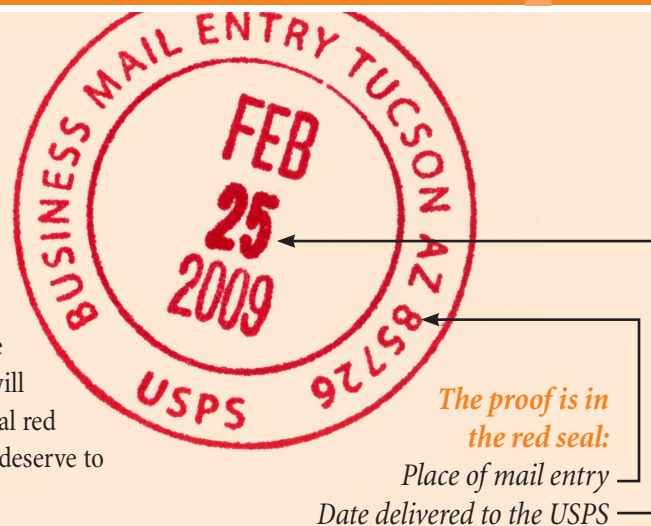 BUSINESS MAIL ENTRY TUCSON AZ 85726
FEB
25
2009
USPS
will
al red
deserve to
The proof is in
the red seal:
Place of mail entry
Date delivered to the USPS